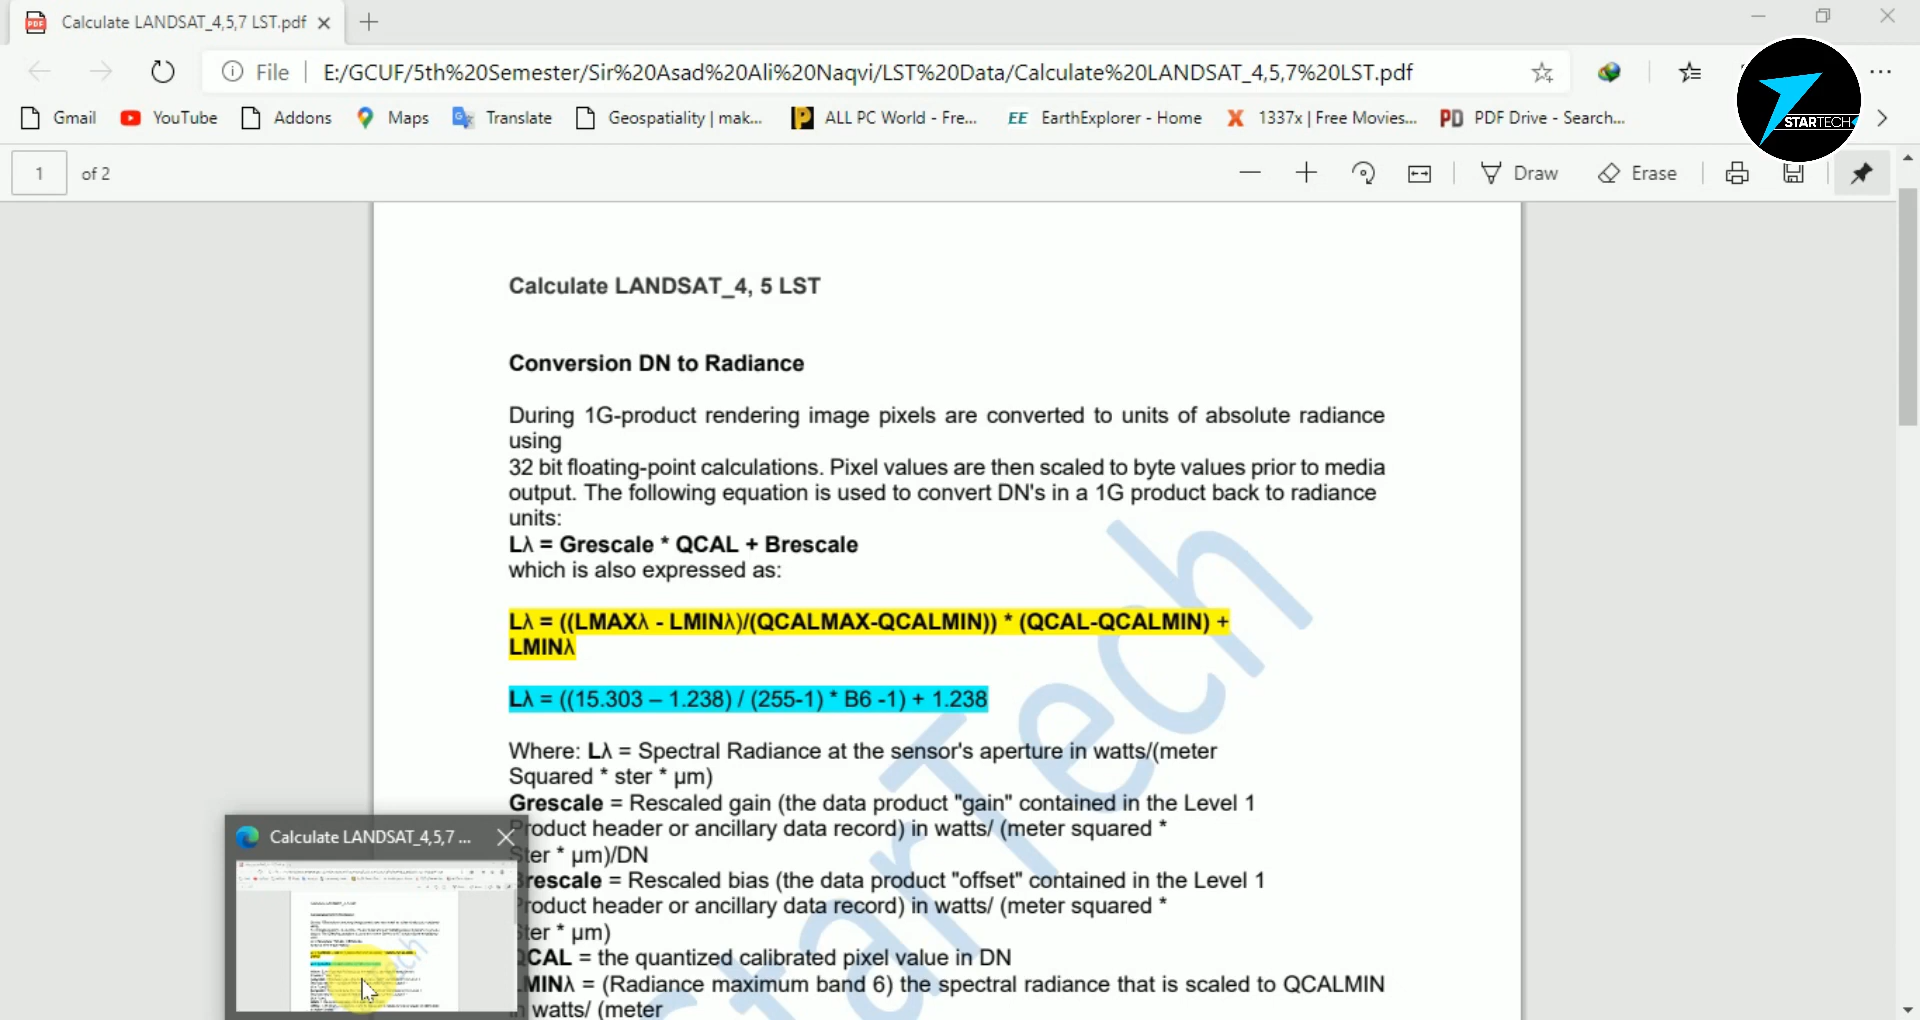 Calculate LANDSAT_4,5,7 LST.pdf
File
E:/GCUF/5th%20Semester/Sir%20Asad%20Ali%20Naqvi/LST%20Data/Calculate%20LANDSAT_4,5,7%20LST.pdf
STARTECH
Gmail
YouTube
Addons
Maps
Translate
Geospatiality | mak...
ALL PC World - Fre...
EE EarthExplorer - Home
1337x | Free Movies...
PD PDF Drive - Search...
1 of 2
Draw
Erase
Calculate LANDSAT_4, 5 LST
Conversion DN to Radiance
During 1G-product rendering image pixels are converted to units of absolute radiance
using
32 bit floating-point calculations. Pixel values are then scaled to byte values prior to media
output. The following equation is used to convert DN's in a 1G product back to radiance
units:
Lλ = Grescale * QCAL + Brescale
which is also expressed as:
Lλ = ((LMAXλ - LMINλ)/(QCALMAX-QCALMIN)) * (QCAL-QCALMIN) +
LMINλ
Lλ = ((15.303 – 1.238) / (255-1) * B6 -1) + 1.238
Where: Lλ = Spectral Radiance at the sensor's aperture in watts/(meter
Squared * ster * μm)
Grescale = Rescaled gain (the data product "gain" contained in the Level 1
Product header or ancillary data record) in watts/ (meter squared *
Ster * μm)/DN
Brescale = Rescaled bias (the data product "offset" contained in the Level 1
Product header or ancillary data record) in watts/ (meter squared *
Ster * μm)
QCAL = the quantized calibrated pixel value in DN
LMINλ = (Radiance maximum band 6) the spectral radiance that is scaled to QCALMIN
in watts/ (meter
StarTech
Calculate LANDSAT_4,5,7 ...